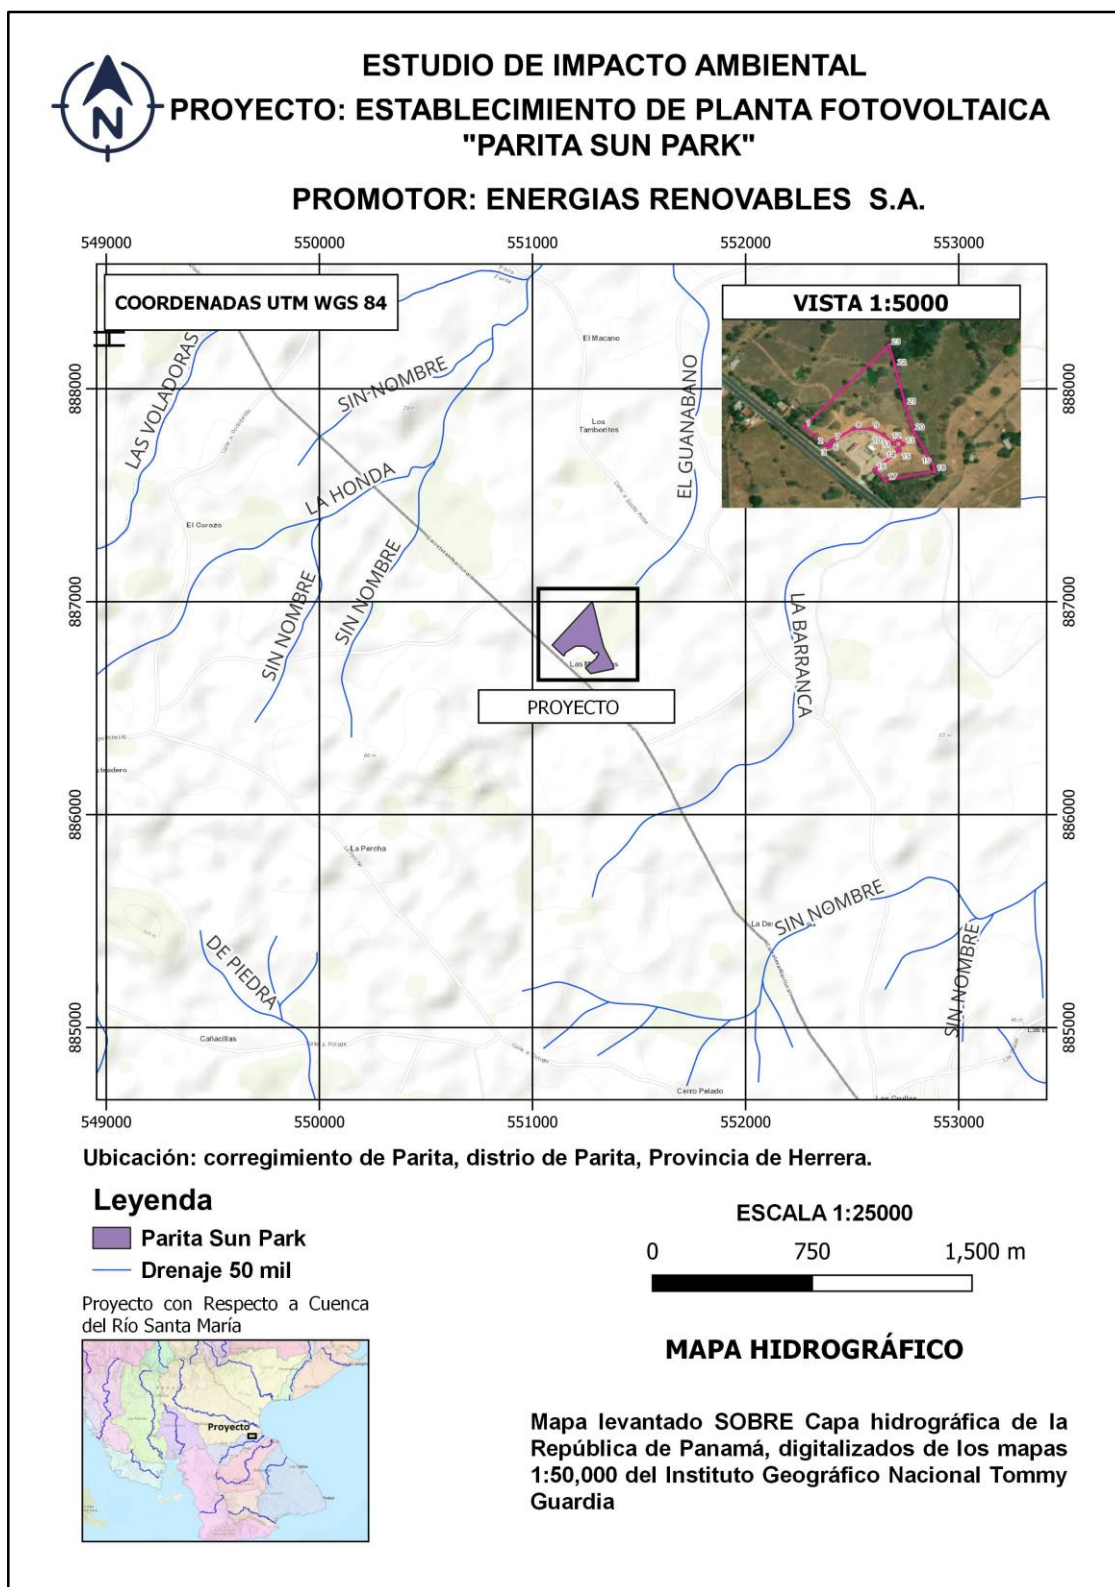 ESTUDIO DE IMPACTO AMBIENTAL
PROYECTO: ESTABLECIMIENTO DE PLANTA FOTOVOLTAICA
"PARITA SUN PARK"
PROMOTOR: ENERGIAS RENOVABLES S.A.
N
549000
550000
551000
552000
553000
COORDENADAS UTM WGS 84
VISTA 1:5000
888000
888000
887000
887000
886000
886000
885000
885000
LAS VOLADORAS
SIN NOMBRE
El Macano
EL GUANABANO
Los
Tamboritos
LA HONDA
El Corozo
SIN NOMBRE
SIN NOMBRE
LA BARRANCA
PROYECTO
La Percha
SIN NOMBRE
DE PIEDRA
SIN NOMBRE
Cañacillas
Cerro Pelado
549000
550000
551000
552000
553000
Ubicación: corregimiento de Parita, distrio de Parita, Provincia de Herrera.
Leyenda
Parita Sun Park
Drenaje 50 mil
Proyecto con Respecto a Cuenca
del Río Santa María
Proyecto
ESCALA 1:25000
0 750 1,500 m
MAPA HIDROGRÁFICO
Mapa levantado SOBRE Capa hidrográfica de la
República de Panamá, digitalizados de los mapas
1:50,000 del Instituto Geográfico Nacional Tommy
Guardia